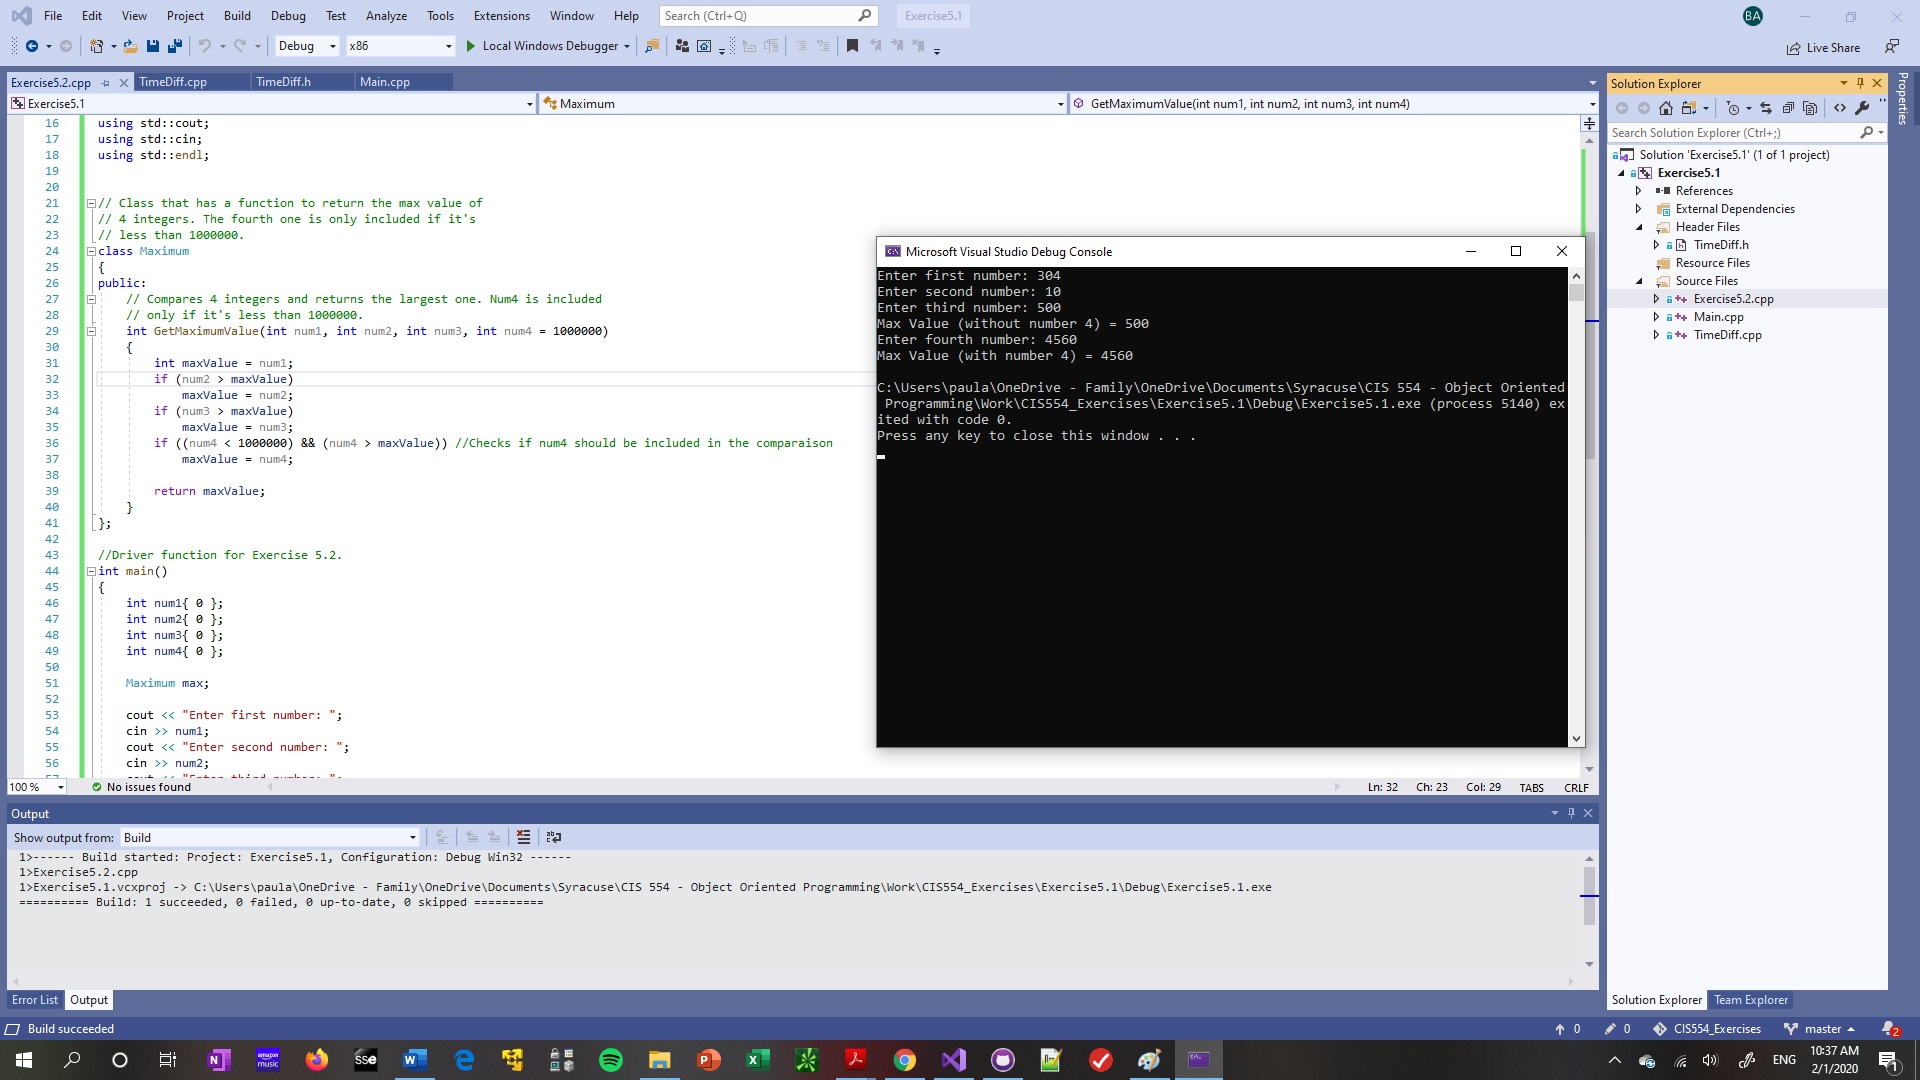 File Edit View Project Build Debug Test Analyze Tools Extensions Window Help Search (Ctrl+Q) Exercise5.1 BA
Debug x86 Local Windows Debugger Live Share
Exercise5.2.cpp TimeDiff.cpp TimeDiff.h Main.cpp
Exercise5.1 Maximum GetMaximumValue(int num1, int num2, int num3, int num4)
16 using std::cout;
17 using std::cin;
18 using std::endl;
19
20
21 // Class that has a function to return the max value of
22 // 4 integers. The fourth one is only included if it's
23 // less than 1000000.
24 class Maximum
25 {
26 public:
27 // Compares 4 integers and returns the largest one. Num4 is included
28 // only if it's less than 1000000.
29 int GetMaximumValue(int num1, int num2, int num3, int num4 = 1000000)
30 {
31 int maxValue = num1;
32 if (num2 > maxValue)
33 maxValue = num2;
34 if (num3 > maxValue)
35 maxValue = num3;
36 if ((num4 < 1000000) && (num4 > maxValue)) //Checks if num4 should be included in the comparaison
37 maxValue = num4;
38
39 return maxValue;
40 }
41 };
42
43 //Driver function for Exercise 5.2.
44 int main()
45 {
46 int num1{ 0 };
47 int num2{ 0 };
48 int num3{ 0 };
49 int num4{ 0 };
50
51 Maximum max;
52
53 cout << "Enter first number: ";
54 cin >> num1;
55 cout << "Enter second number: ";
56 cin >> num2;
57 cout << "Enter third number: ";
100 % No issues found Ln: 32 Ch: 23 Col: 29 TABS CRLF
Microsoft Visual Studio Debug Console
Enter first number: 304
Enter second number: 10
Enter third number: 500
Max Value (without number 4) = 500
Enter fourth number: 4560
Max Value (with number 4) = 4560
C:\Users\paula\OneDrive - Family\OneDrive\Documents\Syracuse\CIS 554 - Object Oriented
Programming\Work\CIS554_Exercises\Exercise5.1\Debug\Exercise5.1.exe (process 5140) ex
ited with code 0.
Press any key to close this window . . .
Solution Explorer
Search Solution Explorer (Ctrl+;)
Solution 'Exercise5.1' (1 of 1 project)
Exercise5.1
References
External Dependencies
Header Files
TimeDiff.h
Resource Files
Source Files
Exercise5.2.cpp
Main.cpp
TimeDiff.cpp
Solution Explorer Team Explorer
Properties
Output
Show output from: Build
1>------ Build started: Project: Exercise5.1, Configuration: Debug Win32 ------
1>Exercise5.2.cpp
1>Exercise5.1.vcxproj -> C:\Users\paula\OneDrive - Family\OneDrive\Documents\Syracuse\CIS 554 - Object Oriented Programming\Work\CIS554_Exercises\Exercise5.1\Debug\Exercise5.1.exe
========== Build: 1 succeeded, 0 failed, 0 up-to-date, 0 skipped ==========
Error List Output
Build succeeded 0 0 CIS554_Exercises master 2
amazon music SSe ENG 10:37 AM
2/1/2020 1